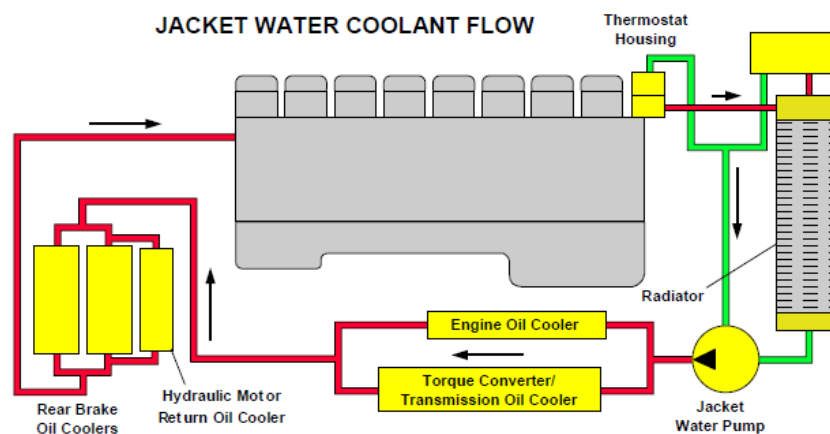 JACKET WATER COOLANT FLOW
Thermostat
Housing
Radiator
Engine Oil Cooler
Torque Converter/
Transmission Oil Cooler
Rear Brake
Oil Coolers
Hydraulic Motor
Return Oil Cooler
Jacket
Water Pump